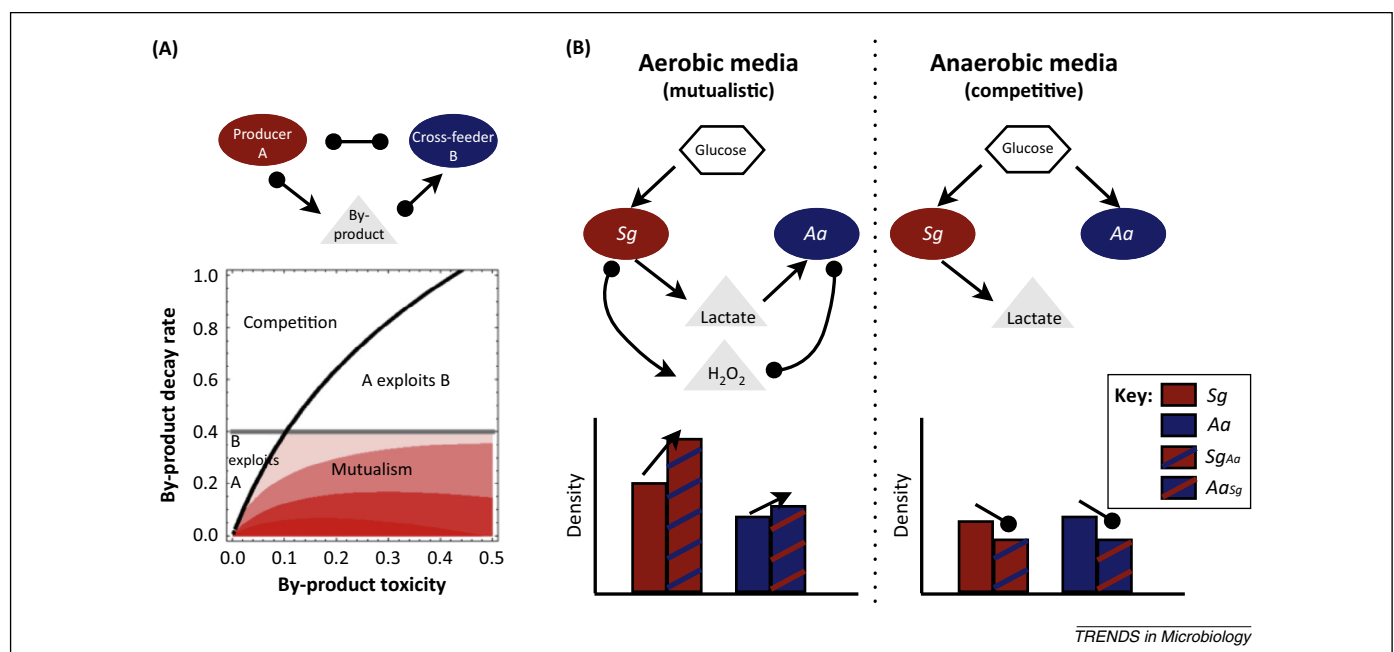 (A)
Producer
A
Cross-feeder
B
By-
product
By-product decay rate
1.0
0.8
0.6
0.4
0.2
0.0
Competition
A exploits B
B
exploits
A
Mutualism
0.0 0.1 0.2 0.3 0.4 0.5
By-product toxicity
(B)
Aerobic media
(mutualistic)
Glucose
Sg
Aa
Lactate
H₂O₂
Density
Anaerobic media
(competitive)
Glucose
Sg
Aa
Lactate
Density
Key:
Sg
Aa
SgAa
AaSg
TRENDS in Microbiology